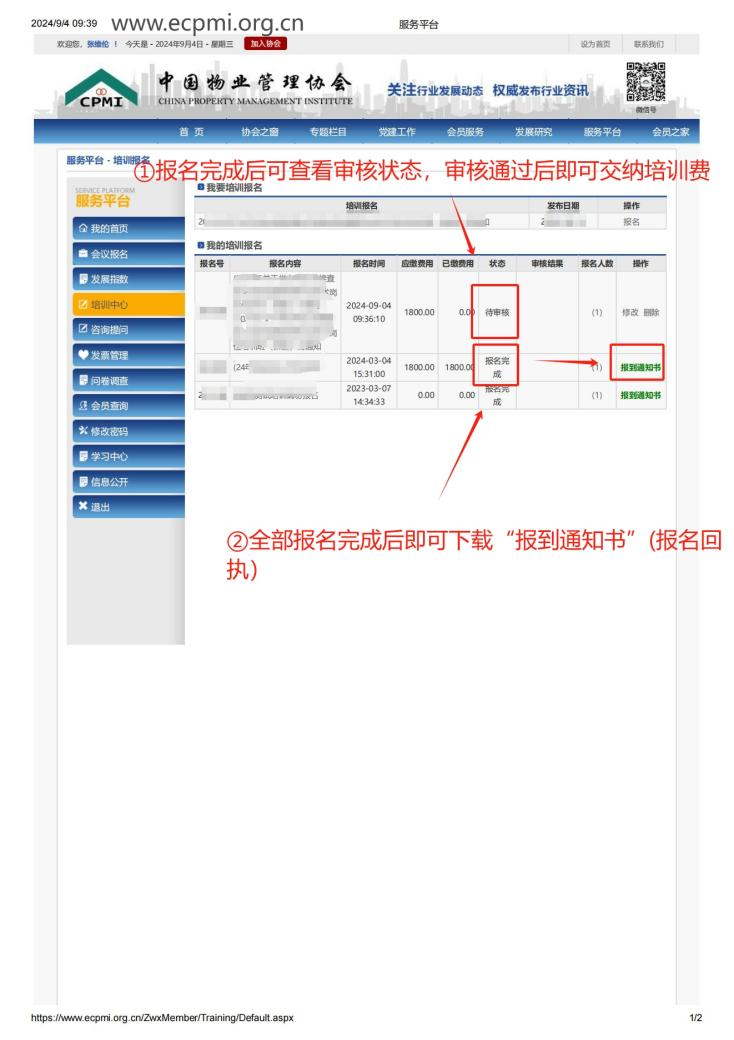 2024/9/4 09:39
www.ecpmi.org.cn
服务平台
欢迎您，张维伦 ！ 今天是 - 2024年9月4日 - 星期三
加入协会
设为首页
联系我们
CPMI
中国物业管理协会
CHINA PROPERTY MANAGEMENT INSTITUTE
关注行业发展动态 权威发布行业资讯
微信号
首 页 协会之窗 专题栏目 党建工作 会员服务 发展研究 服务平台 会员之家
服务平台 - 培训报名
①报名完成后可查看审核状态，审核通过后即可交纳培训费
SERVICE PLATFORM
服务平台
我的首页
会议报名
发展指数
培训中心
咨询提问
发票管理
问卷调查
会员查询
修改密码
学习中心
信息公开
退出
我要培训报名
培训报名 发布日期 操作
报名
我的培训报名
报名号 报名内容 报名时间 应缴费用 已缴费用 状态 审核结果 报名人数 操作
2024-09-04 09:36:10 1800.00 0.00 待审核 (1) 修改 删除
2024-03-04 15:31:00 1800.00 1800.00 报名完成 (1) 报到通知书
2023-03-07 14:34:33 0.00 0.00 报名完成 (1) 报到通知书
②全部报名完成后即可下载“报到通知书”(报名回
执）
https://www.ecpmi.org.cn/ZwxMember/Training/Default.aspx
1/2